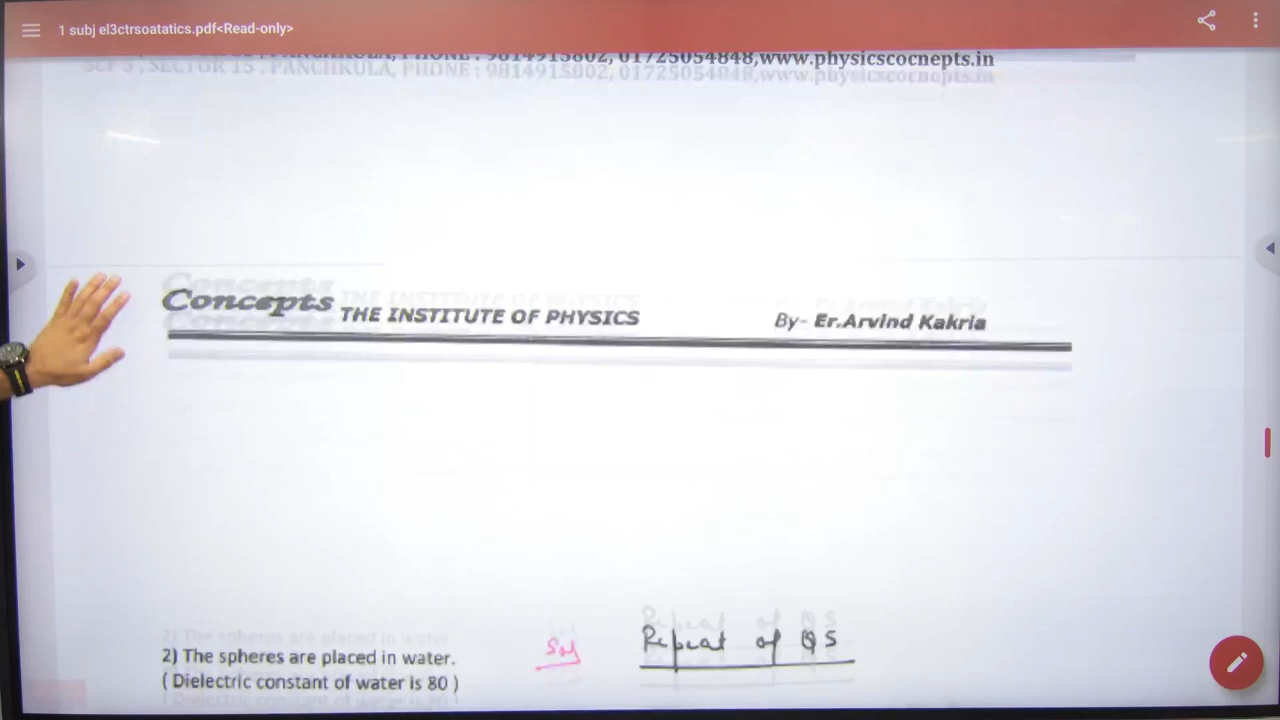 1 subj el3ctrsoatatics.pdf<Read-only>
SCF 3 , SECTOR 15 : PANCHKULA, PHONE : 9814915802, 01725054848,www.physicscocnepts.in
Concepts THE INSTITUTE OF PHYSICS By- Er.Arvind Kakria
Sol Repeat of Q5
2) The spheres are placed in water.
( Dielectric constant of water is 80 )